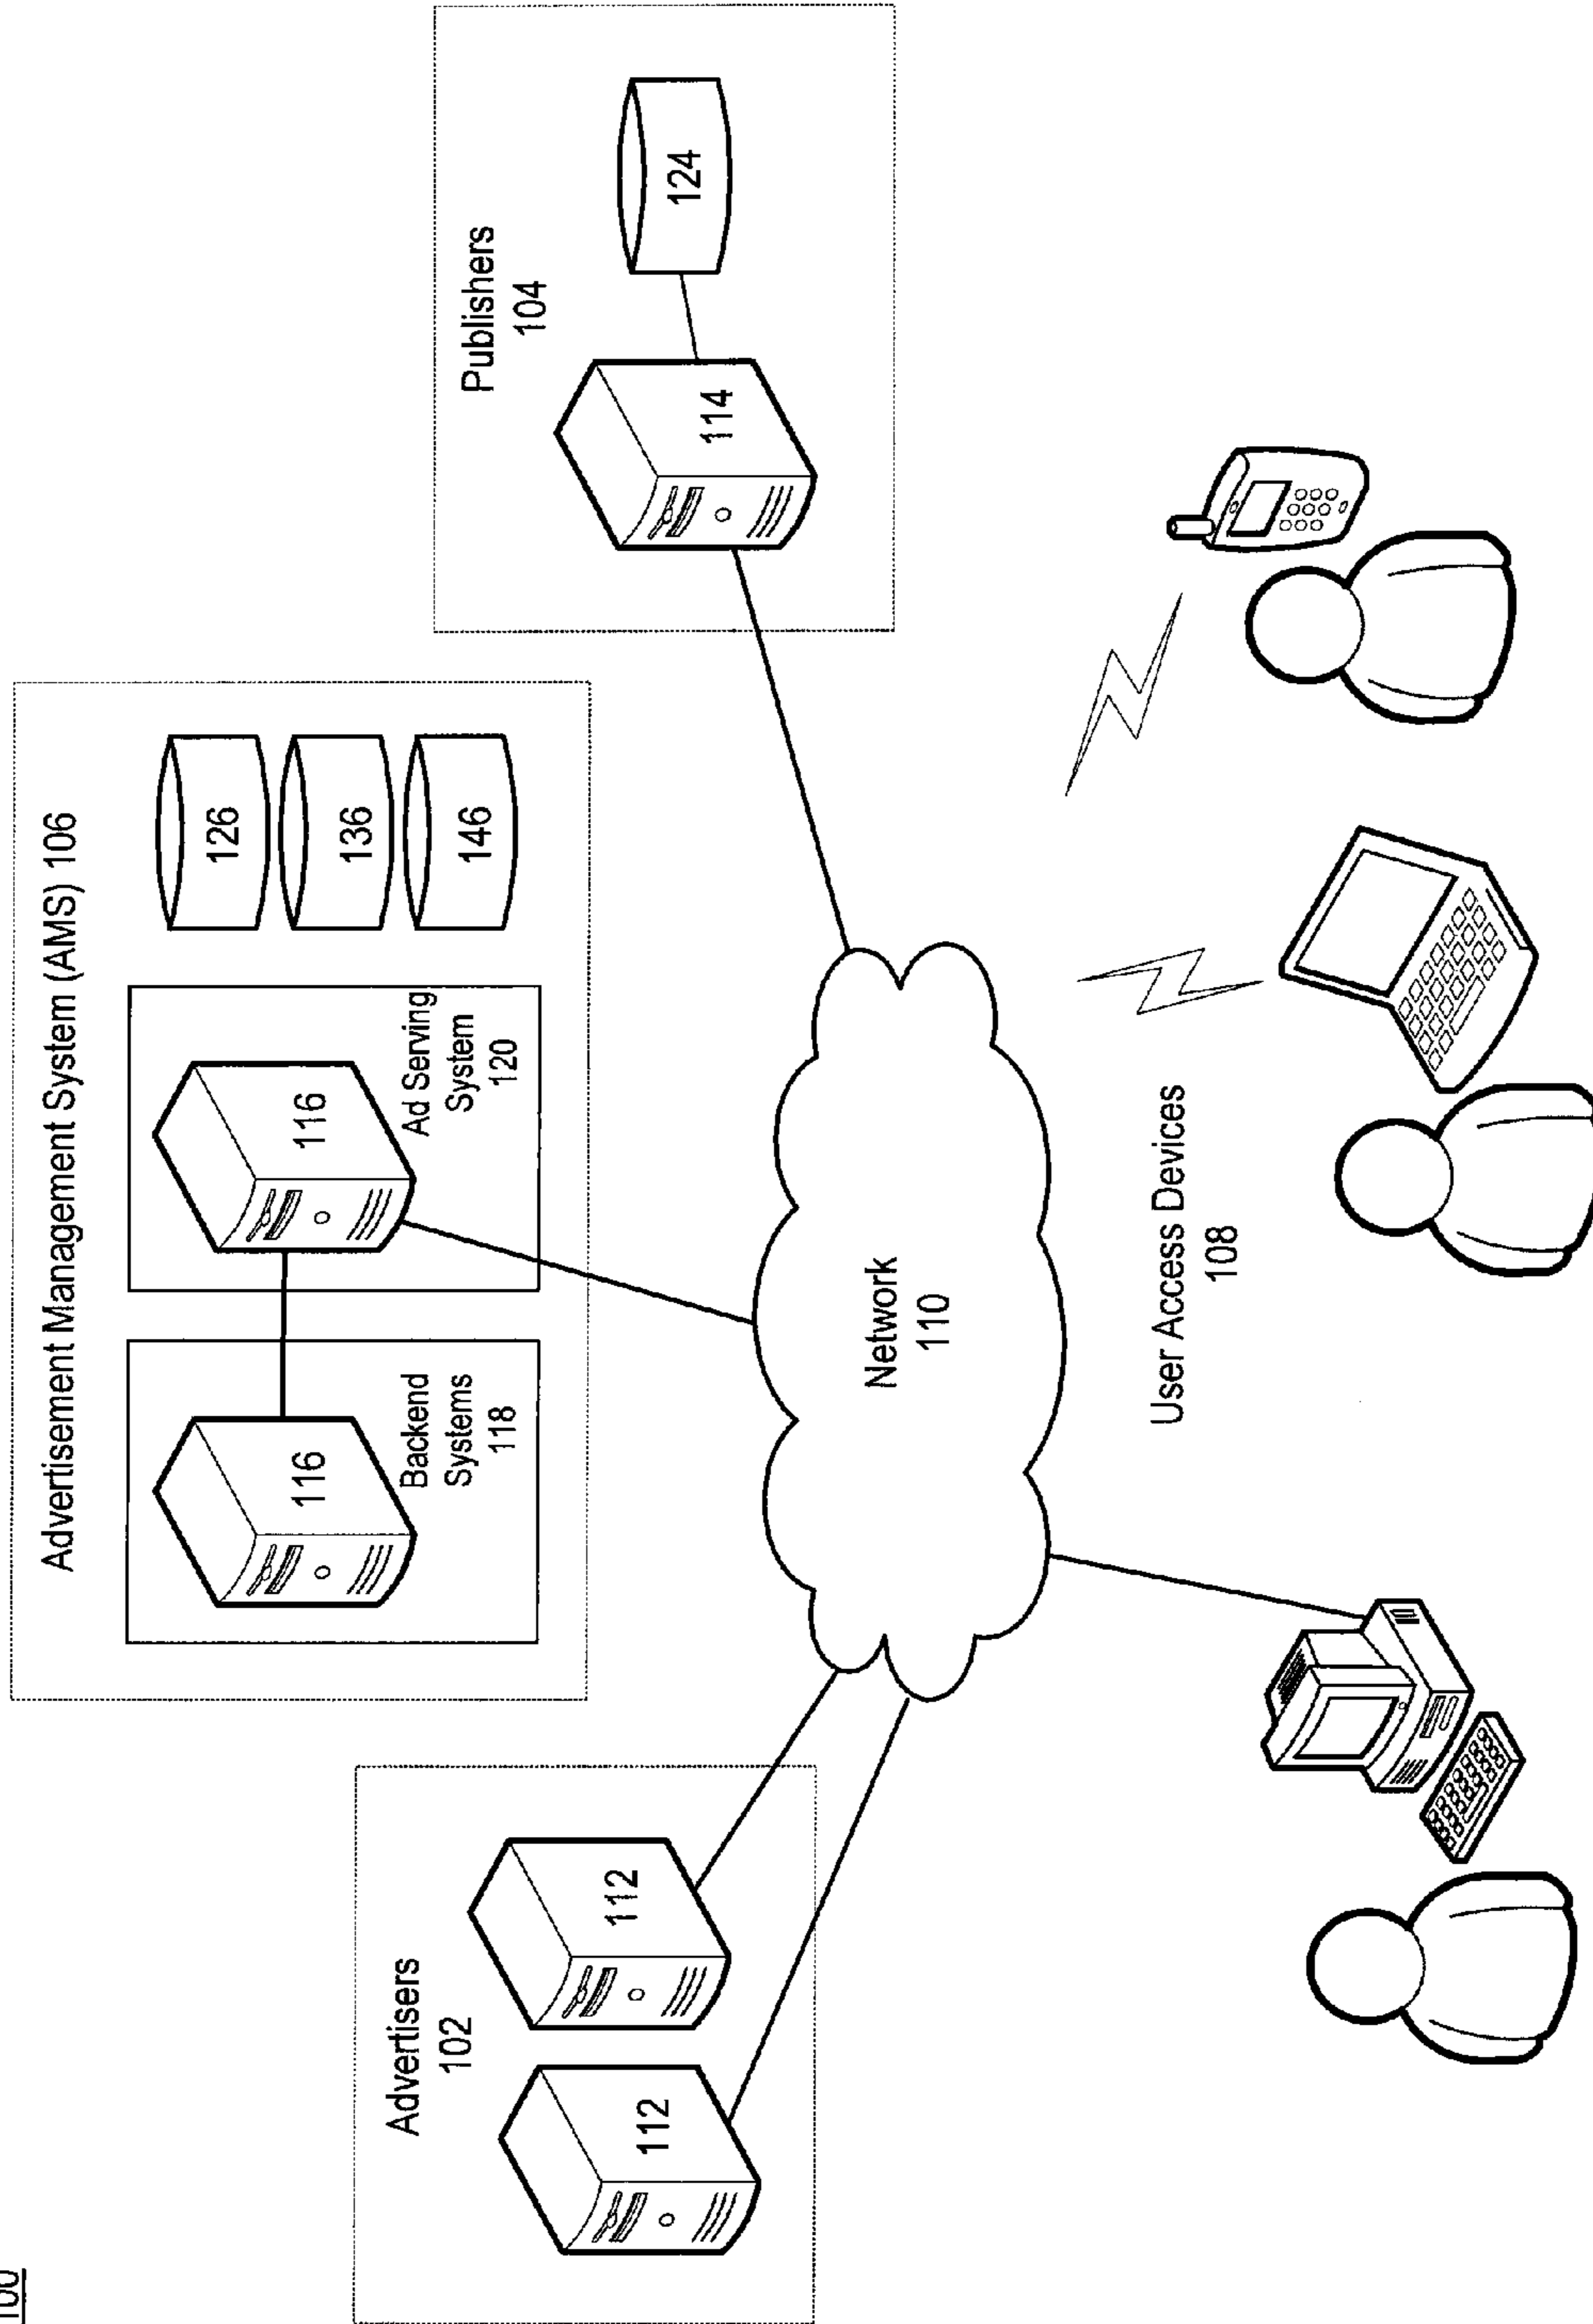 100
Advertisement Management System (AMS) 106
116
Backend
Systems
118
116
Ad Serving
System
120
126
136
146
Advertisers
102
112
112
Publishers
104
114
124
Network
110
User Access Devices
108